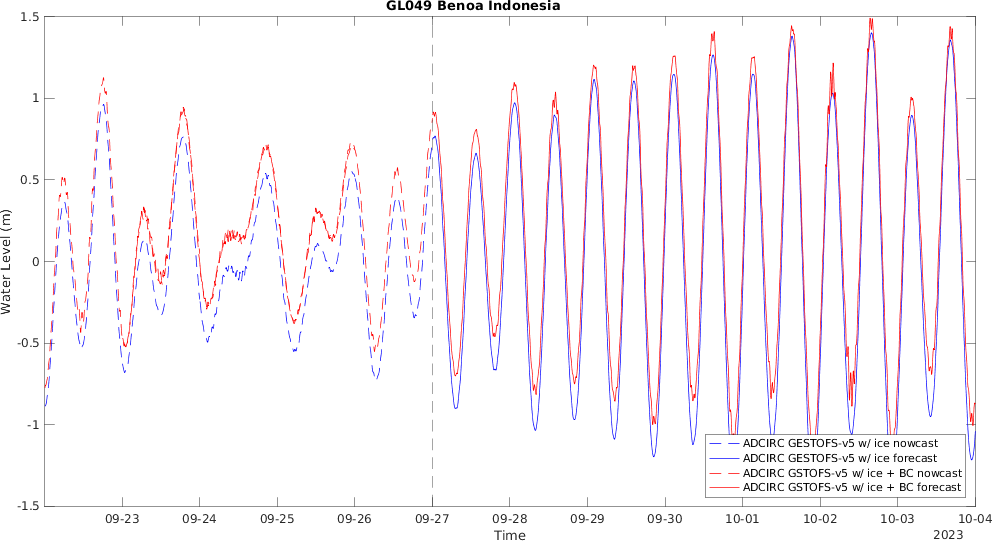 GL049 Benoa Indonesia
1.5
1
0.5
0
-0.5
-1
-1.5
Water Level (m)
ADCIRC GESTOFS-v5 w/ ice nowcast
ADCIRC GESTOFS-v5 w/ ice forecast
ADCIRC GSTOFS-v5 w/ ice + BC nowcast
ADCIRC GSTOFS-v5 w/ ice + BC forecast
09-23 09-24 09-25 09-26 09-27 09-28 09-29 09-30 10-01 10-02 10-03 10-04
Time
2023